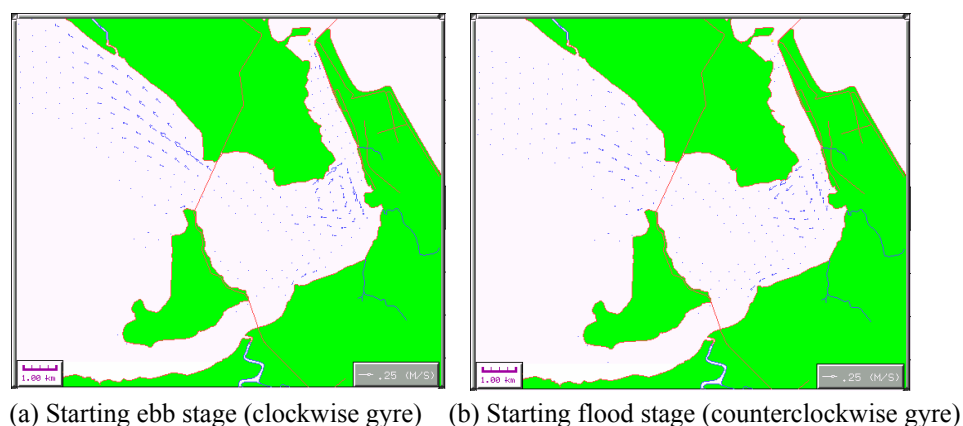 1.00 km
.25 (M/S)
1.00 km
.25 (M/S)
(a) Starting ebb stage (clockwise gyre) (b) Starting flood stage (counterclockwise gyre)